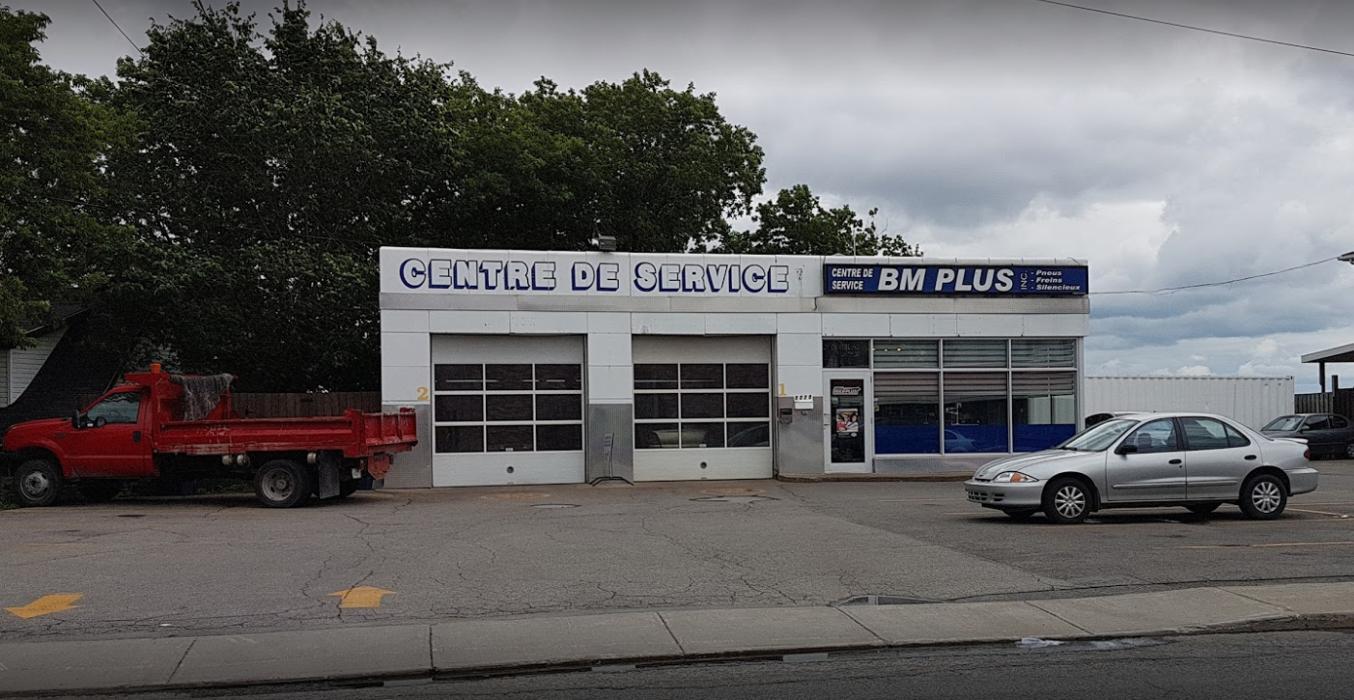 CENTRE DE SERVICE
CENTRE DE
SERVICE
BM PLUS
INC.
- Pneus
- Freins
- Silencieux
2
1